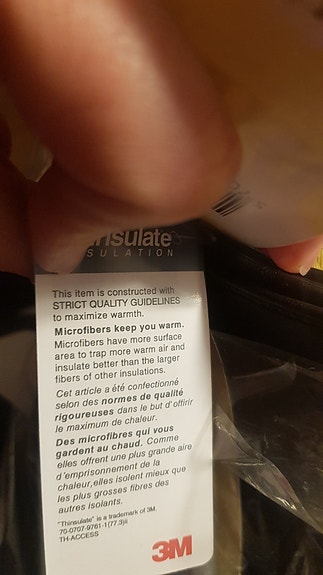 insulate
SULATION
This item is constructed with
STRICT QUALITY GUIDELINES
to maximize warmth.
Microfibers keep you warm.
Microfibers have more surface
area to trap more warm air and
insulate better than the larger
fibers of other insulations.
Cet article a été confectionné
selon des normes de qualité
rigoureuses dans le but d'offrir
le maximum de chaleur.
Des microfibres qui vous
gardent au chaud. Comme
elles offrent une plus grande aire
d'emprisonnement de la
chaleur,elles isolent mieux que
les plus grosses fibres des
autres isolants.
"Thinsulate" is a trademark of 3M.
70-0707-9761-1(77.3)ii
TH-ACCESS
3M